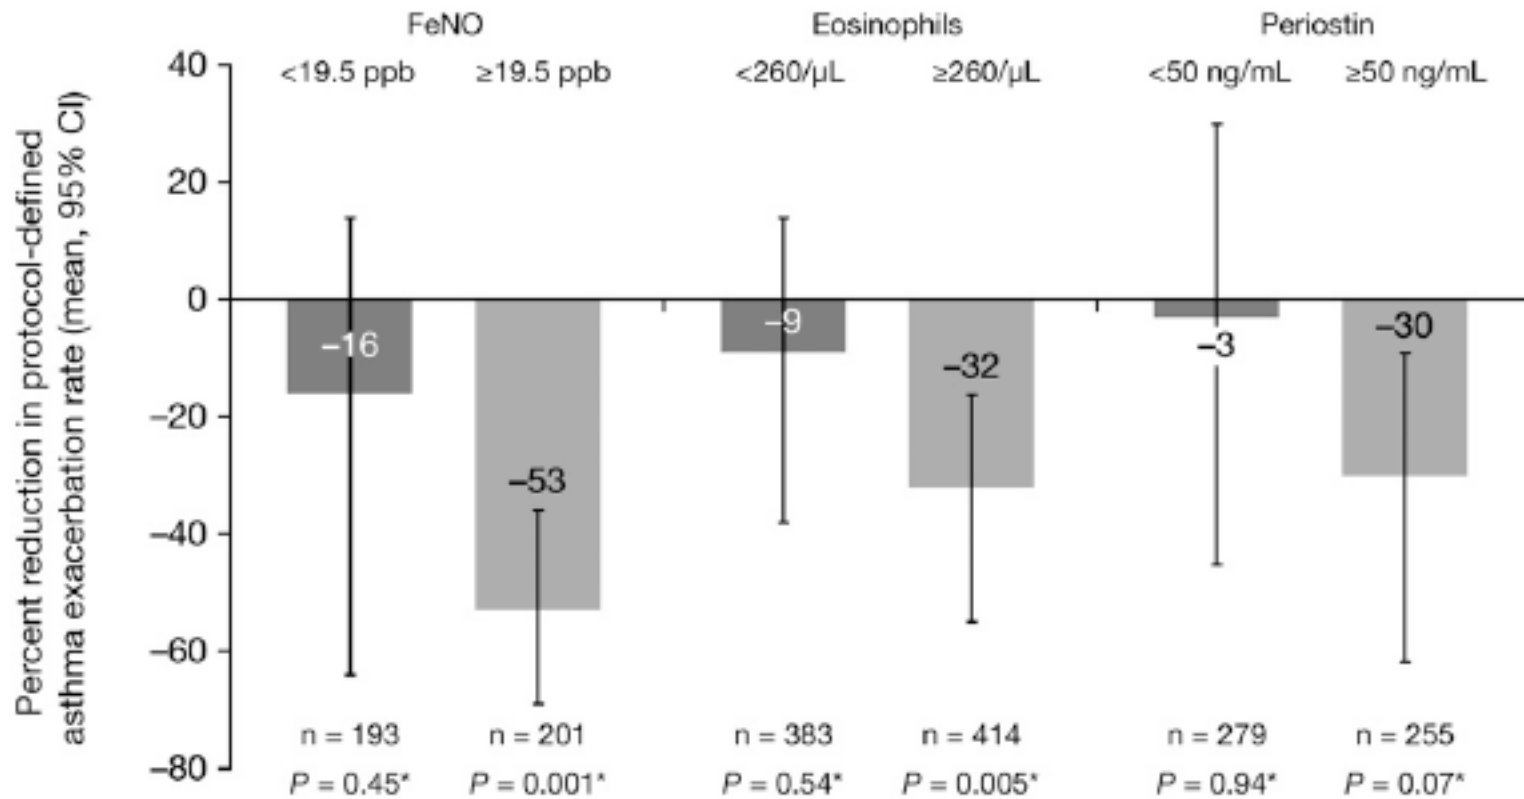 FeNO Eosinophils Periostin
<19.5 ppb ≥19.5 ppb <260/μL ≥260/μL <50 ng/mL ≥50 ng/mL
Percent reduction in protocol-defined
asthma exacerbation rate (mean, 95% CI)
40
20
0
–20
–40
–60
–80
–16
–53
–9
–32
–3
–30
n = 193 n = 201 n = 383 n = 414 n = 279 n = 255
P = 0.45* P = 0.001* P = 0.54* P = 0.005* P = 0.94* P = 0.07*